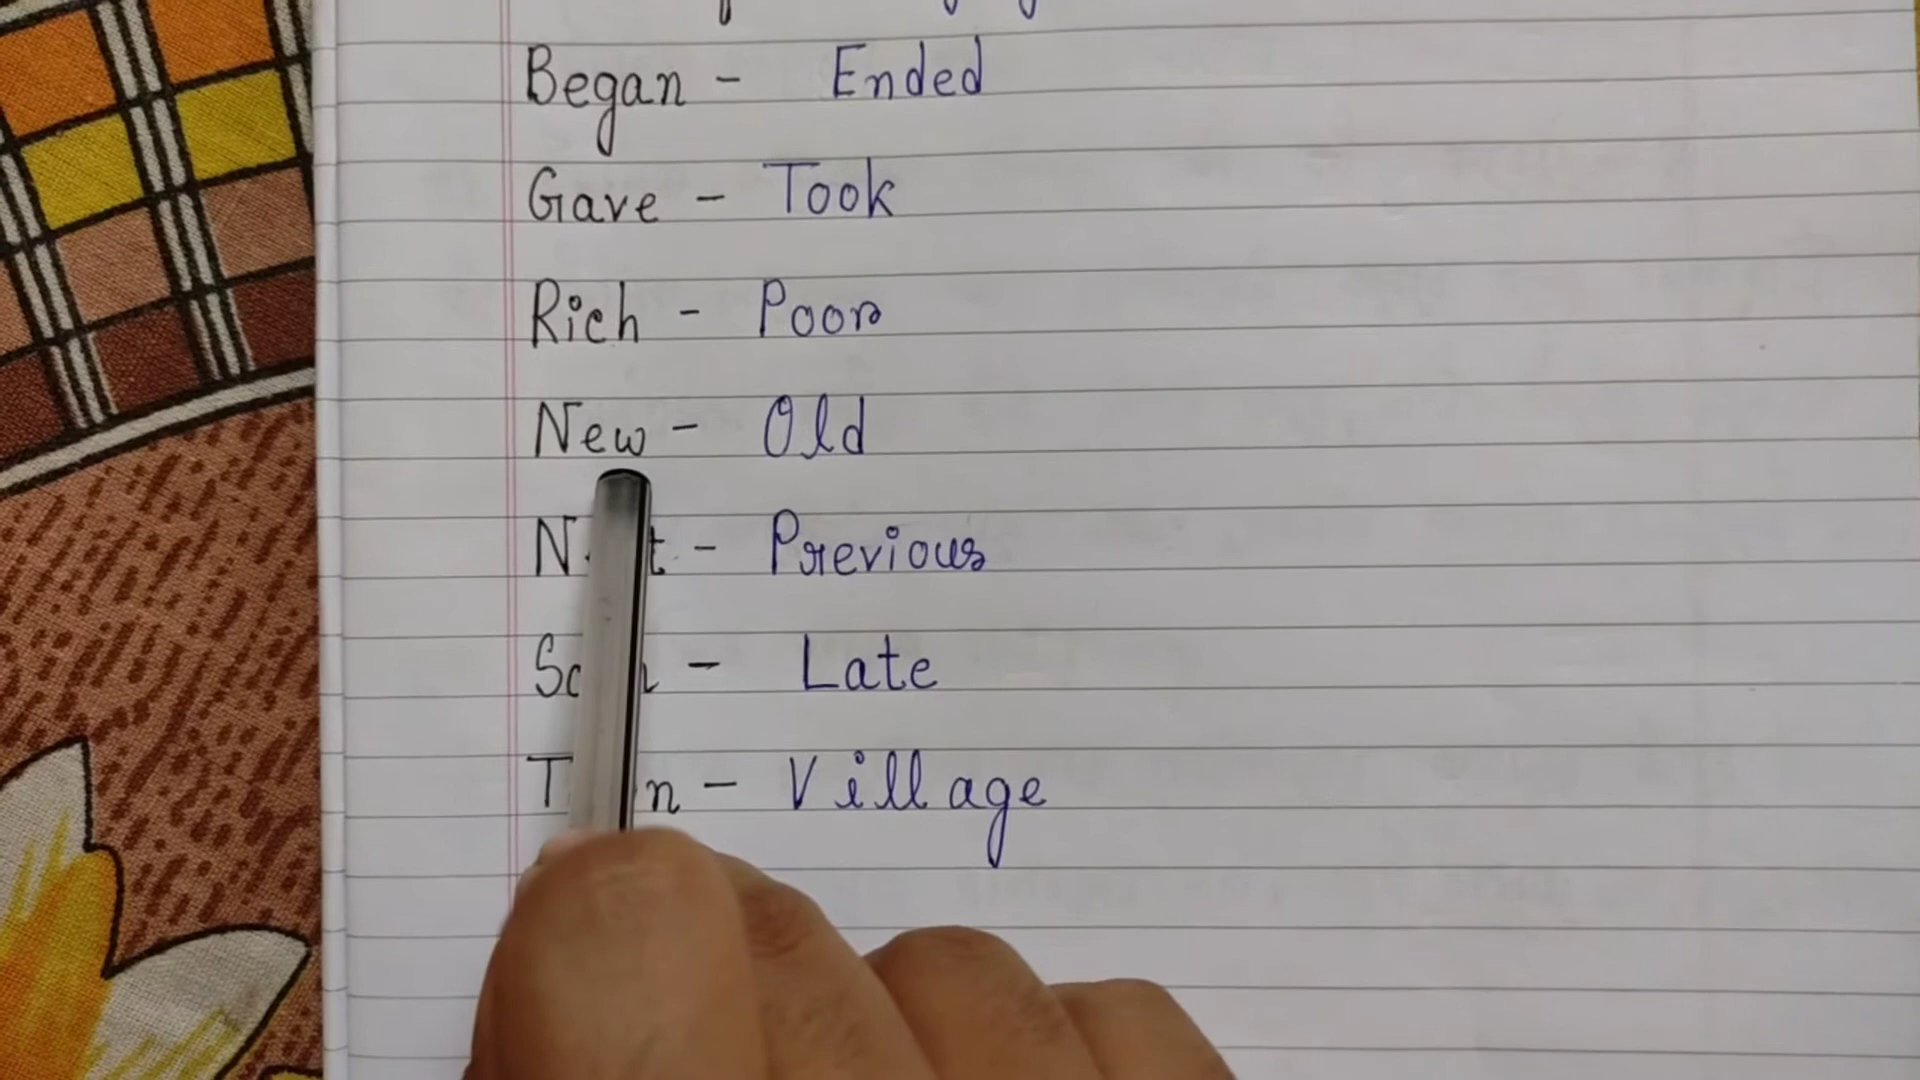 Began - Ended
Gave - Took
Rich - Poor
New - Old
- Previous
- Late
- Village